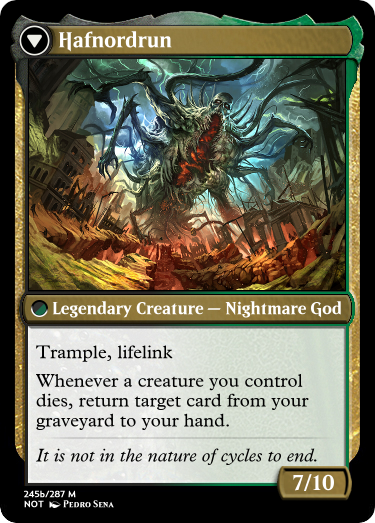 Hafnordrun
Legendary Creature — Nightmare God
Trample, lifelink
Whenever a creature you control
dies, return target card from your
graveyard to your hand.
It is not in the nature of cycles to end.
7/10
245b/287 M
NOT Pedro Sena